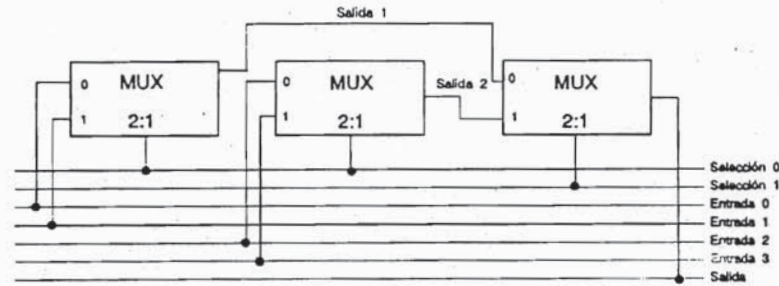 Salida 1
0
MUX
1
2:1
0
MUX
1
2:1
Salida 2
0
MUX
1
2:1
Selección 0
Selección 1
Entrada 0
Entrada 1
Entrada 2
Entrada 3
Salida